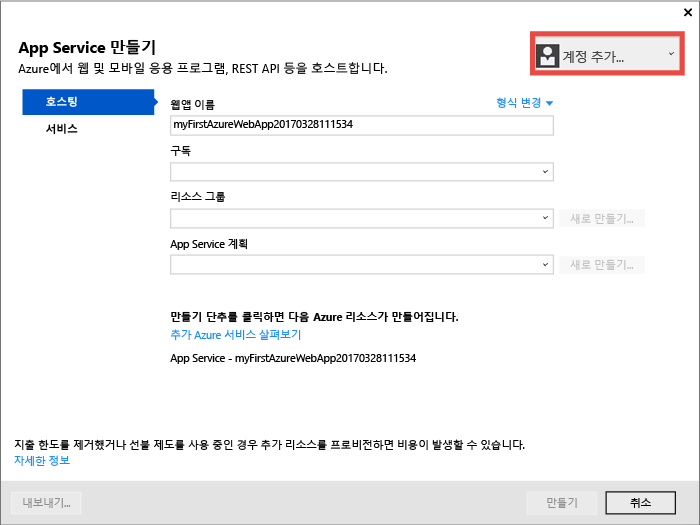 App Service 만들기
Azure에서 웹 및 모바일 응용 프로그램, REST API 등을 호스트합니다.
계정 추가...
호스팅
서비스
웹앱 이름
형식 변경
myFirstAzureWebApp20170328111534
구독
리소스 그룹
새로 만들기...
App Service 계획
새로 만들기...
만들기 단추를 클릭하면 다음 Azure 리소스가 만들어집니다.
추가 Azure 서비스 살펴보기
App Service - myFirstAzureWebApp20170328111534
지출 한도를 제거했거나 선불 제도를 사용 중인 경우 추가 리소스를 프로비전하면 비용이 발생할 수 있습니다.
자세한 정보
내보내기...
만들기
취소